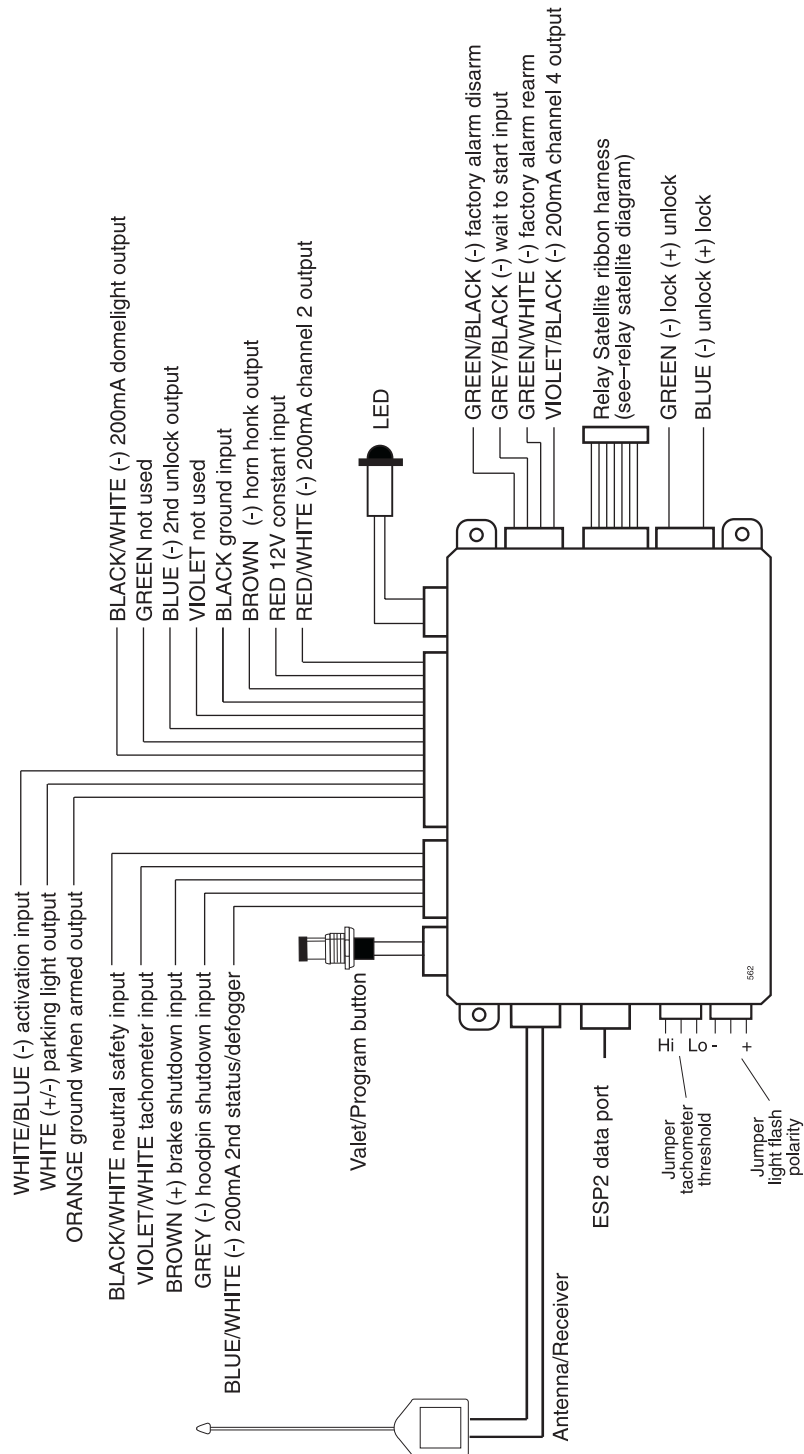 WHITE/BLUE (-) activation input
WHITE (+/-) parking light output
ORANGE ground when armed output
BLACK/WHITE (-) 200mA domelight output
GREEN not used
BLUE (-) 2nd unlock output
VIOLET not used
BLACK ground input
BROWN (-) horn honk output
RED 12V constant input
RED/WHITE (-) 200mA channel 2 output
BLACK/WHITE neutral safety input
VIOLET/WHITE tachometer input
BROWN (+) brake shutdown input
GREY (-) hoodpin shutdown input
BLUE/WHITE (-) 200mA 2nd status/defogger
Valet/Program button
LED
GREEN/BLACK (-) factory alarm disarm
GREY/BLACK (-) wait to start input
GREEN/WHITE (-) factory alarm rearm
VIOLET/BLACK (-) 200mA channel 4 output
Relay Satellite ribbon harness
(see–relay satellite diagram)
GREEN (-) lock (+) unlock
BLUE (-) unlock (+) lock
Antenna/Receiver
ESP2 data port
Hi
Lo
-
+
Jumper
tachometer
threshold
Jumper
light flash
polarity
562